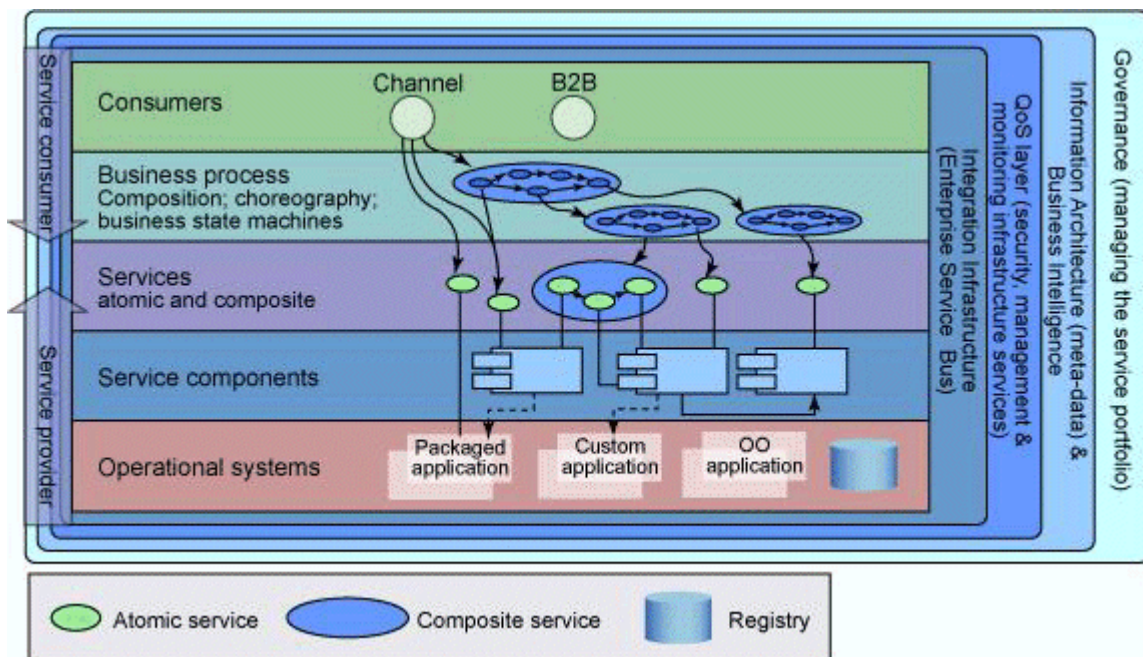 Channel
B2B
Consumers
Business process
Composition; choreography;
business state machines
Services
atomic and composite
Service components
Operational systems
Packaged
application
Custom
application
OO
application
Service consumer
Service provider
Integration Infrastructure
(Enterprise Service Bus)
QoS layer (security, management &
monitoring infrastructure services)
Information Architecture (meta-data) &
Business Intelligence
Governance (managing the service portfolio)
Atomic service
Composite service
Registry